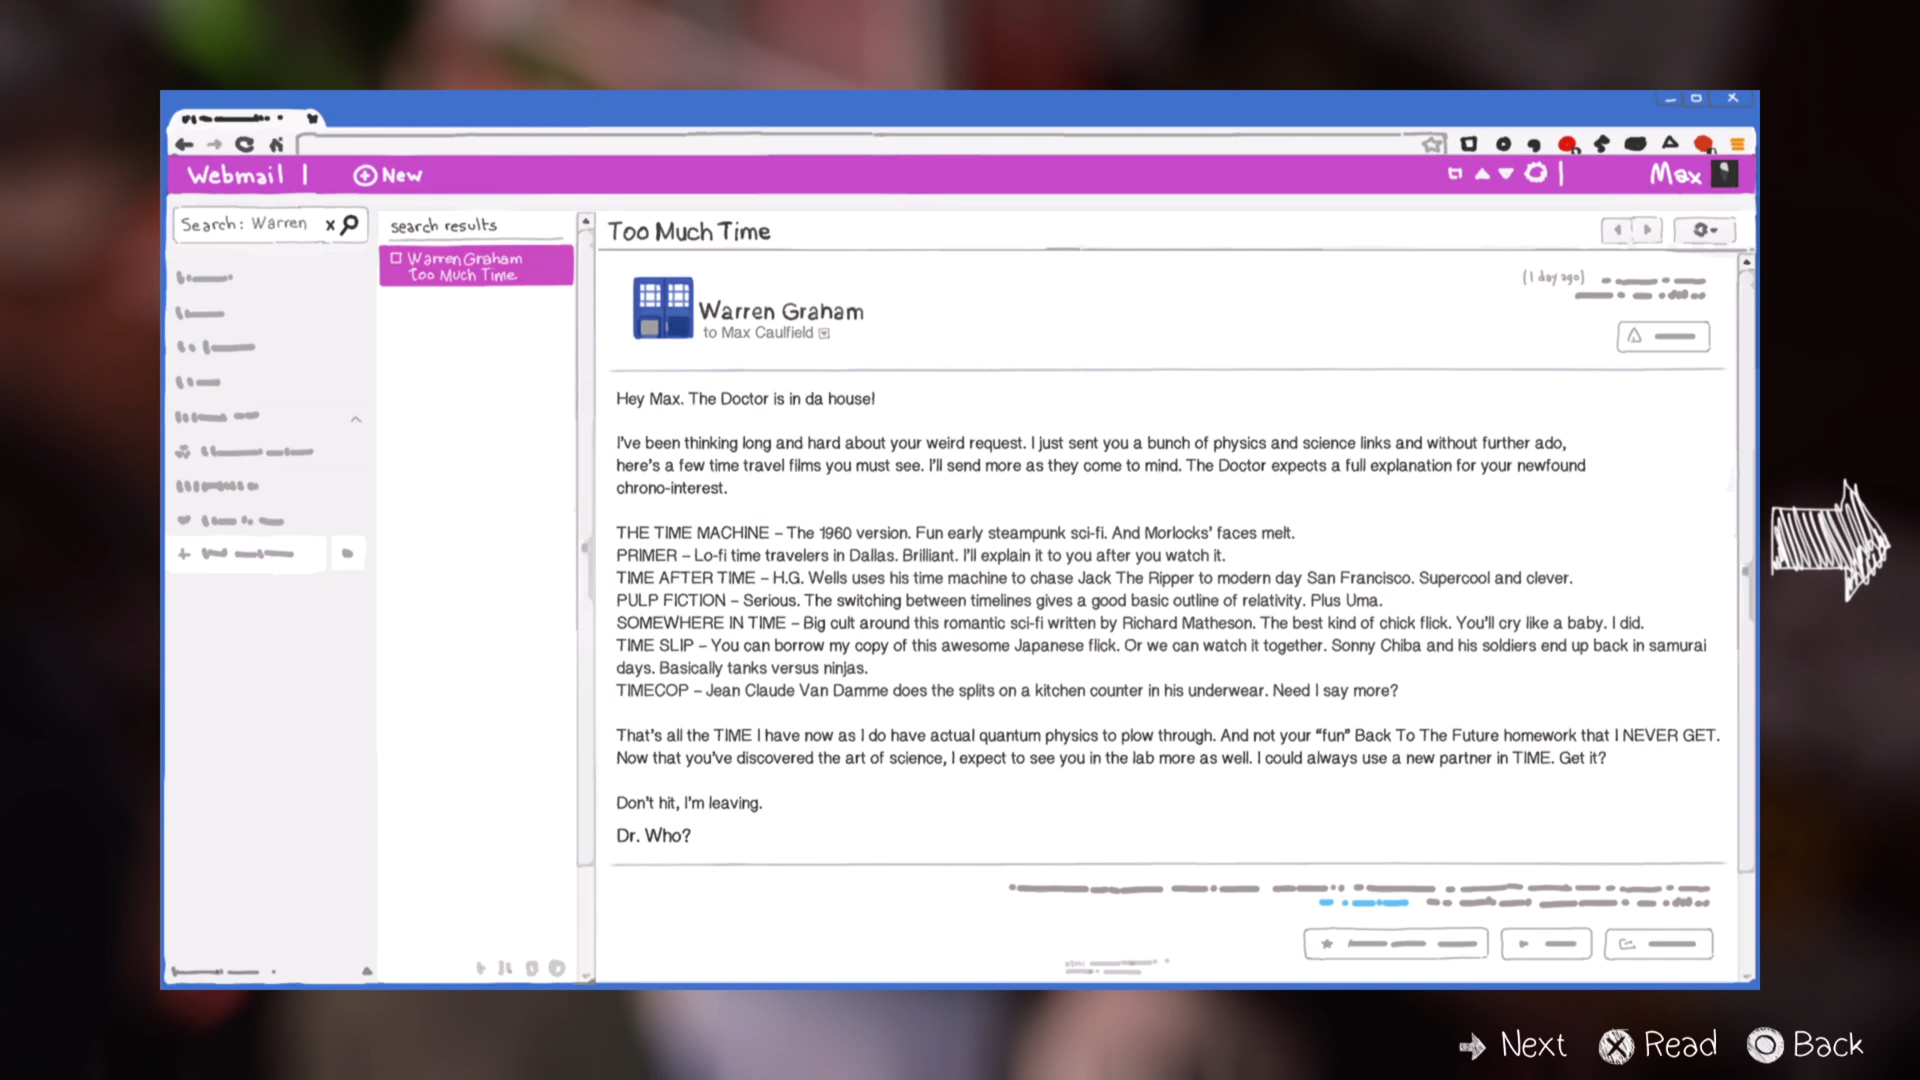 Webmail | New
Max
Search: Warren x
search results
Warren Graham
Too Much Time
Too Much Time
(1 day ago)
Warren Graham
to Max Caulfield
Hey Max. The Doctor is in da house!
I've been thinking long and hard about your weird request. I just sent you a bunch of physics and science links and without further ado,
here's a few time travel films you must see. I'll send more as they come to mind. The Doctor expects a full explanation for your newfound
chrono-interest.
THE TIME MACHINE – The 1960 version. Fun early steampunk sci-fi. And Morlocks' faces melt.
PRIMER – Lo-fi time travelers in Dallas. Brilliant. I'll explain it to you after you watch it.
TIME AFTER TIME – H.G. Wells uses his time machine to chase Jack The Ripper to modern day San Francisco. Supercool and clever.
PULP FICTION – Serious. The switching between timelines gives a good basic outline of relativity. Plus Uma.
SOMEWHERE IN TIME – Big cult around this romantic sci-fi written by Richard Matheson. The best kind of chick flick. You'll cry like a baby. I did.
TIME SLIP – You can borrow my copy of this awesome Japanese flick. Or we can watch it together. Sonny Chiba and his soldiers end up back in samurai
days. Basically tanks versus ninjas.
TIMECOP – Jean Claude Van Damme does the splits on a kitchen counter in his underwear. Need I say more?
That's all the TIME I have now as I do have actual quantum physics to plow through. And not your "fun" Back To The Future homework that I NEVER GET.
Now that you've discovered the art of science, I expect to see you in the lab more as well. I could always use a new partner in TIME. Get it?
Don't hit, I'm leaving.
Dr. Who?
Next
Read
Back